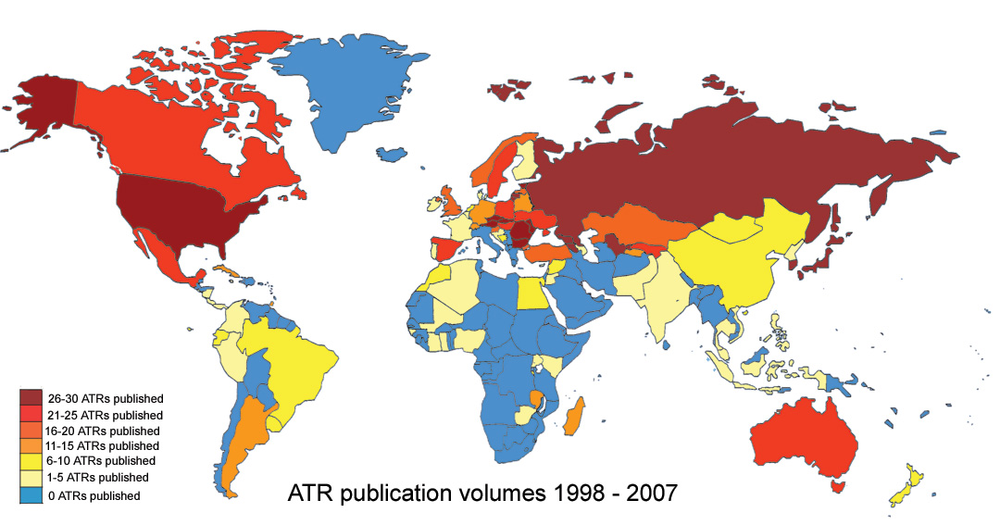 26-30 ATRs published
21-25 ATRs published
16-20 ATRs published
11-15 ATRs published
6-10 ATRs published
1-5 ATRs published
0 ATRs published
ATR publication volumes 1998 - 2007